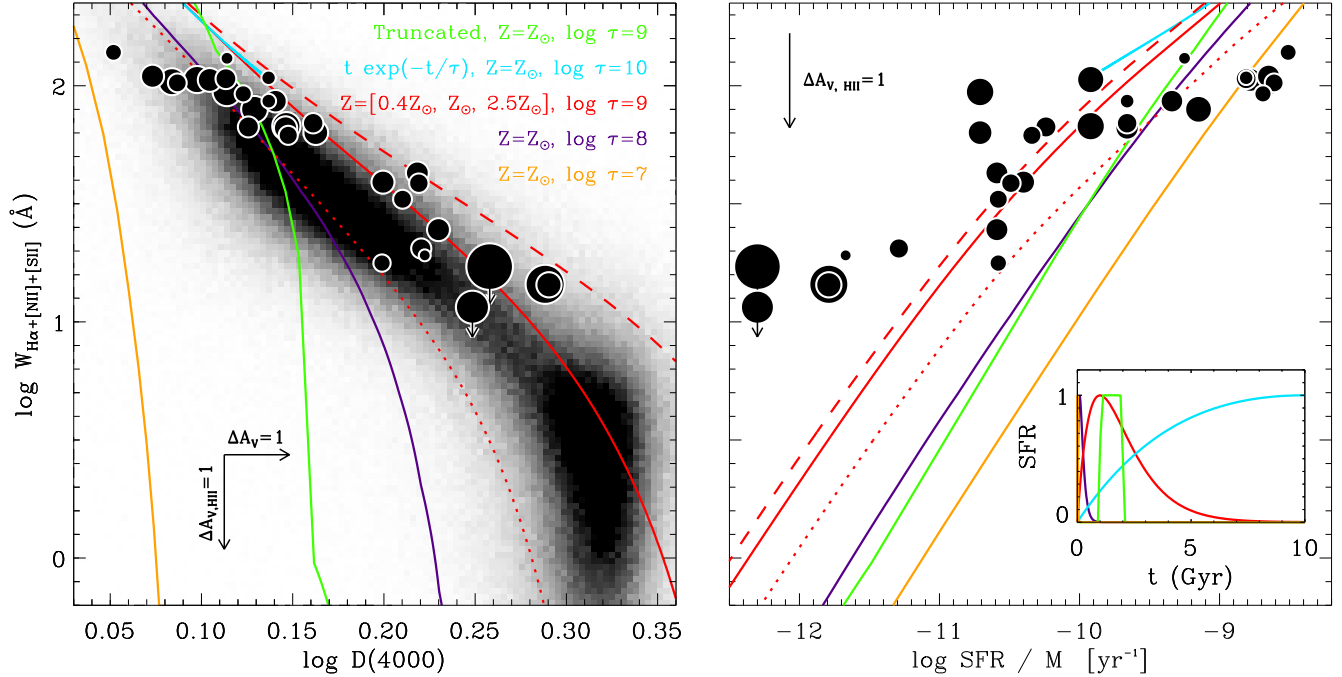 Truncated, Z=Z⊙, log τ=9
t exp(−t/τ), Z=Z⊙, log τ=10
Z=[0.4Z⊙, Z⊙, 2.5Z⊙], log τ=9
Z=Z⊙, log τ=8
Z=Z⊙, log τ=7
2
1
0
log W Hα+[NII]+[SII] (Å)
ΔA_V=1
ΔA_V,HII=1
0.05 0.10 0.15 0.20 0.25 0.30 0.35
log D(4000)
ΔA_V, HII=1
−12 −11 −10 −9
log SFR / M [yr⁻¹]
1
0
SFR
0 5 10
t (Gyr)